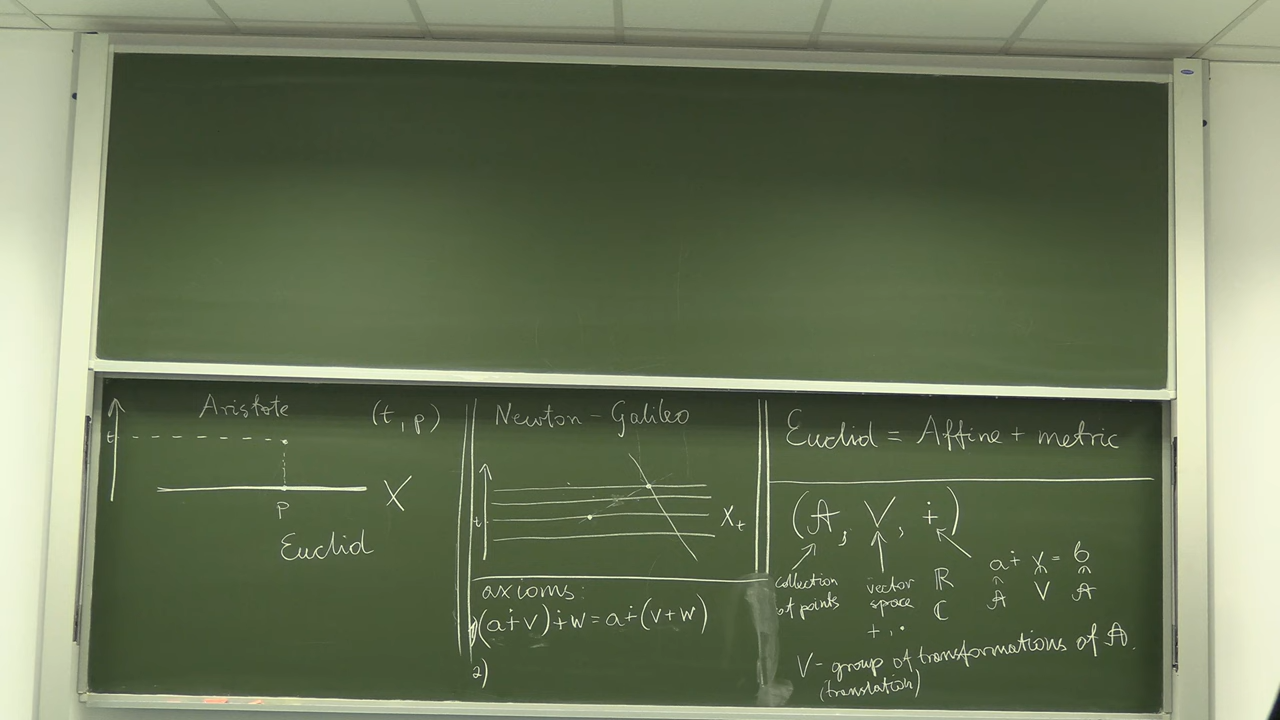 Aristote
(t, p)
t
p
X
Euclid
Newton - Galileo
t
Xₜ
axioms:
1) (a ∔ v) ∔ w = a ∔ (v + w)
2)
Euclid = Affine + metric
(𝔸, V, ∔)
collection
of points
vector
space
+, ·
ℝ
ℂ
a ∔ x = b
∩ ∩ ∩
𝔸 V 𝔸
V - group of transformations of 𝔸.
(translation)